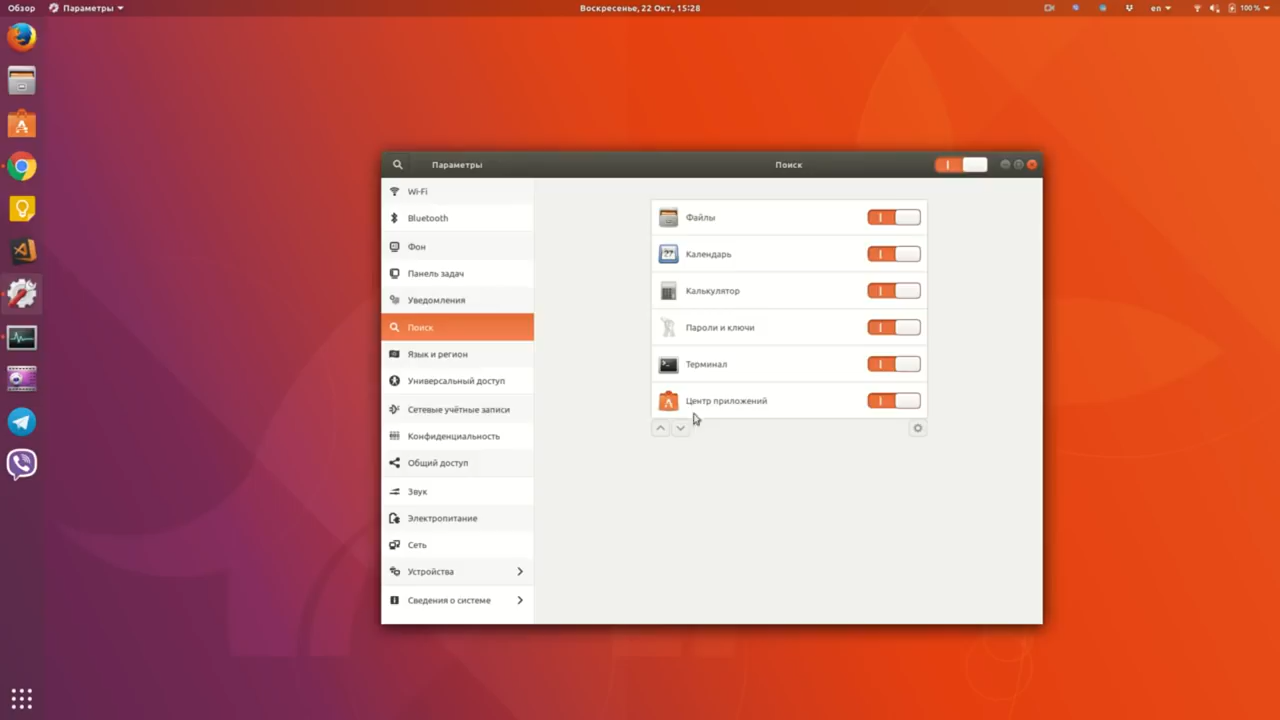 Обзор Параметры Воскресенье, 22 Окт., 15:28 en 100 %
Параметры Поиск
Wi-Fi
Bluetooth
Фон
Панель задач
Уведомления
Поиск
Язык и регион
Универсальный доступ
Сетевые учётные записи
Конфиденциальность
Общий доступ
Звук
Электропитание
Сеть
Устройства
Сведения о системе
Файлы
Календарь
Калькулятор
Пароли и ключи
Терминал
Центр приложений